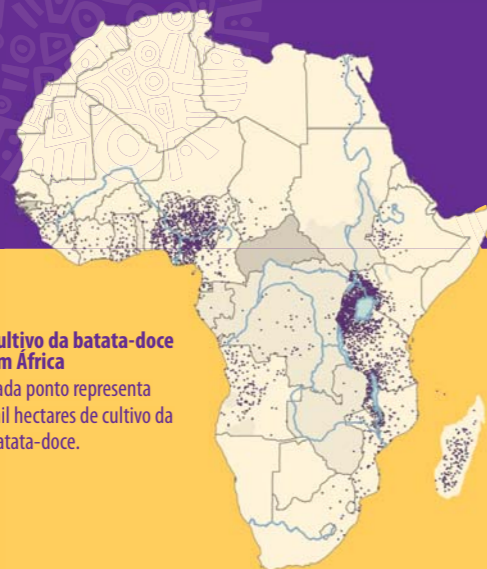 ultivo da batata-doce
m África
ada ponto representa
il hectares de cultivo da
atata-doce.